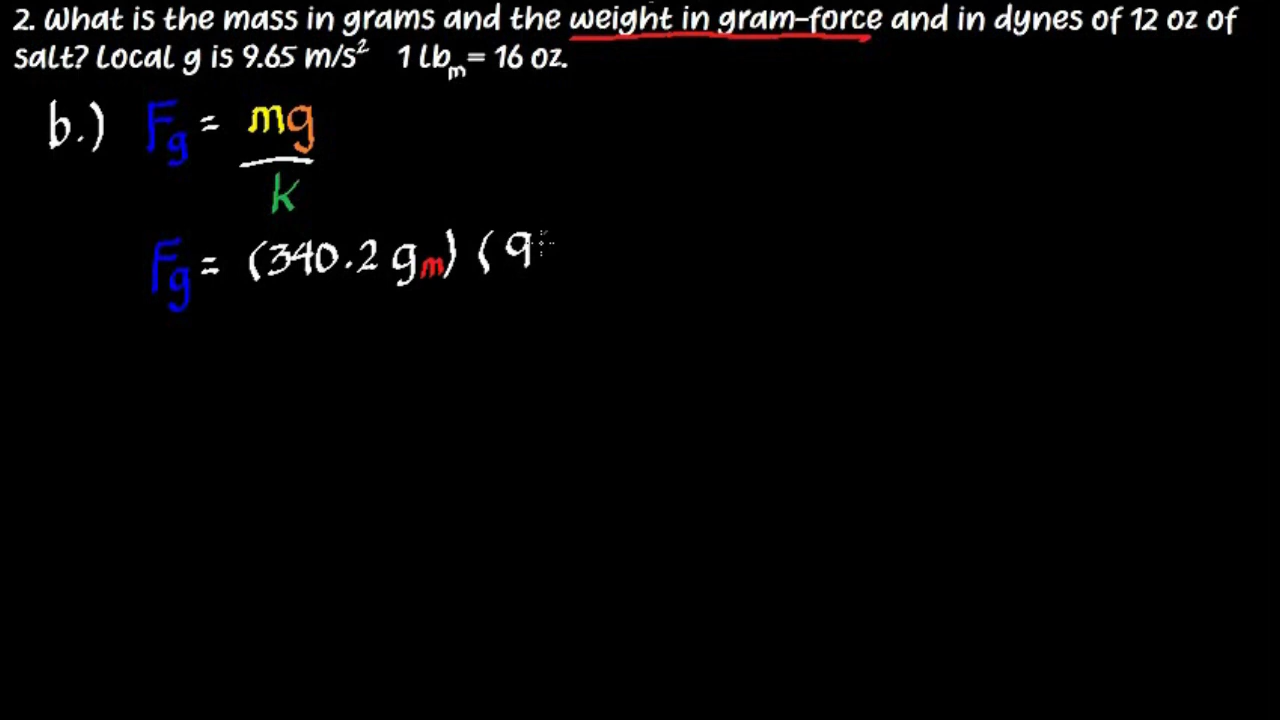 2. What is the mass in grams and the weight in gram-force and in dynes of 12 oz of
salt? Local g is 9.65 m/s² 1 lbₘ= 16 oz.
b.) Fg = mg
k
Fg = (340.2 gₘ) (9